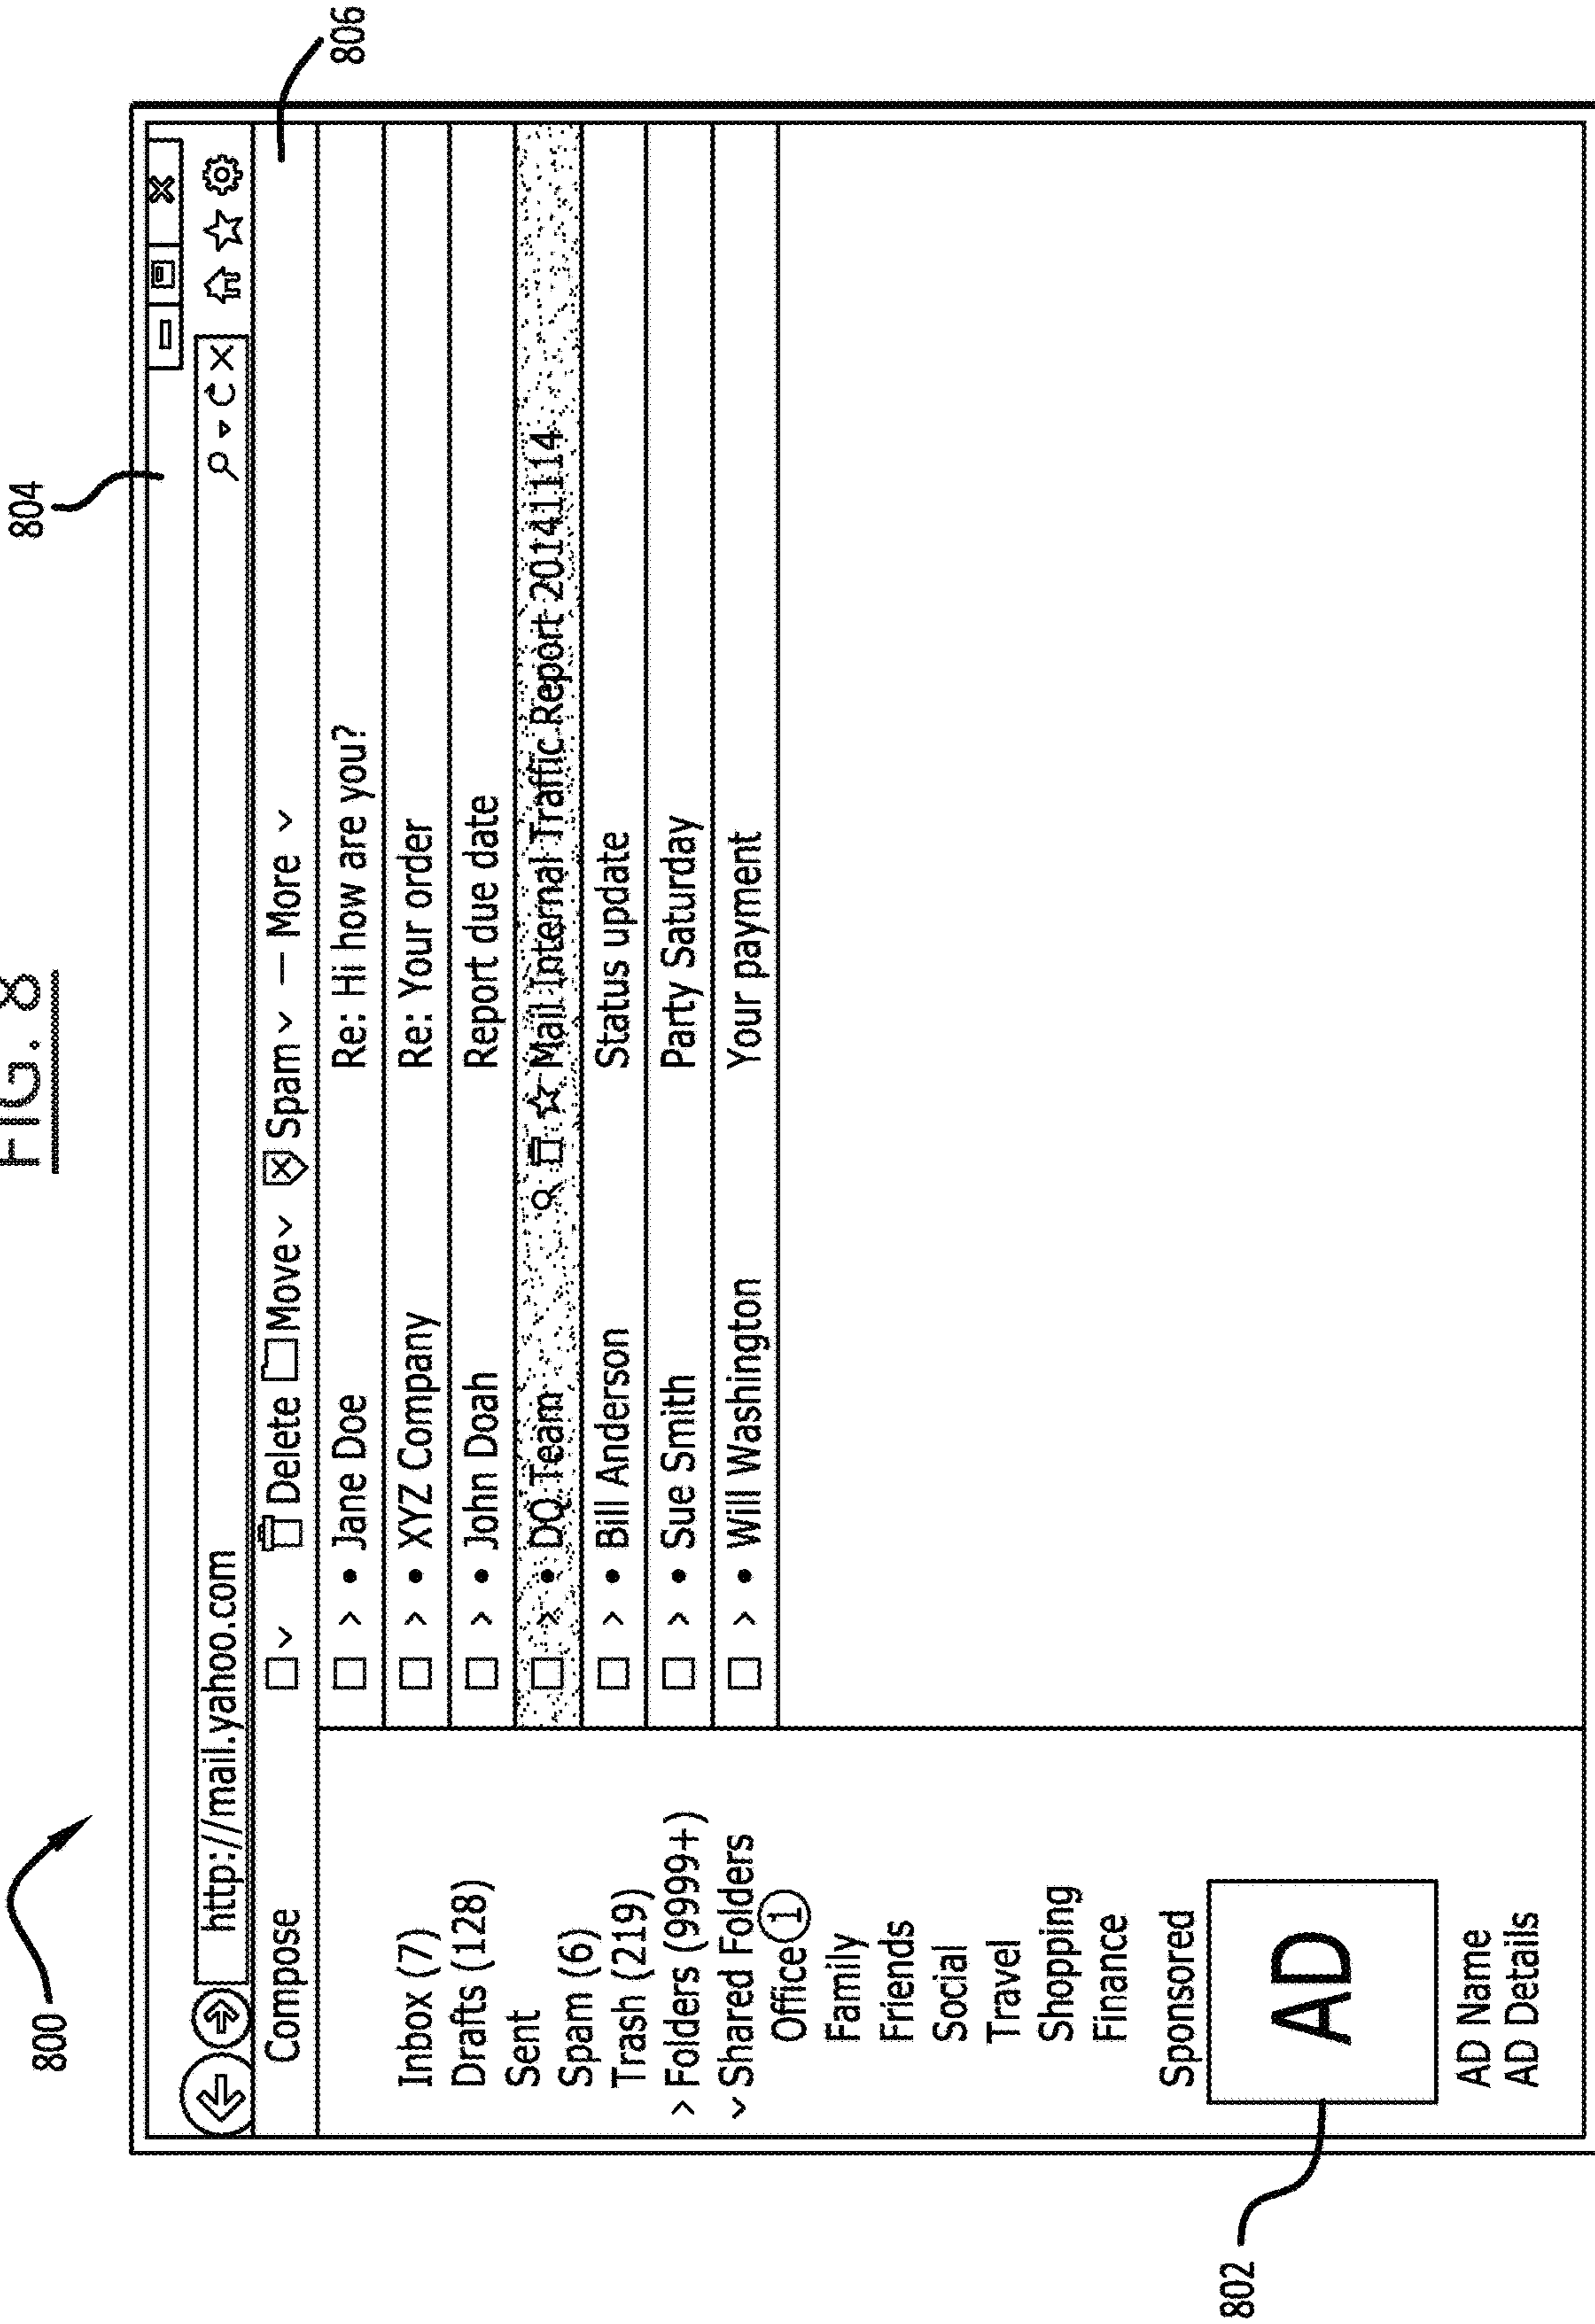 FIG. 8
800
804
806
http://mail.yahoo.com
Compose
Delete Move Spam — More
Inbox (7)
Drafts (128)
Sent
Spam (6)
Trash (219)
> Folders (9999+)
Shared Folders
Office 1
Family
Friends
Social
Travel
Shopping
Finance
Sponsored
AD
AD Name
AD Details
802
> • Jane Doe Re: Hi how are you?
> • XYZ Company Re: Your order
> • John Doah Report due date
> • DQ Team Mail Internal Traffic Report 20141114
> • Bill Anderson Status update
> • Sue Smith Party Saturday
> • Will Washington Your payment